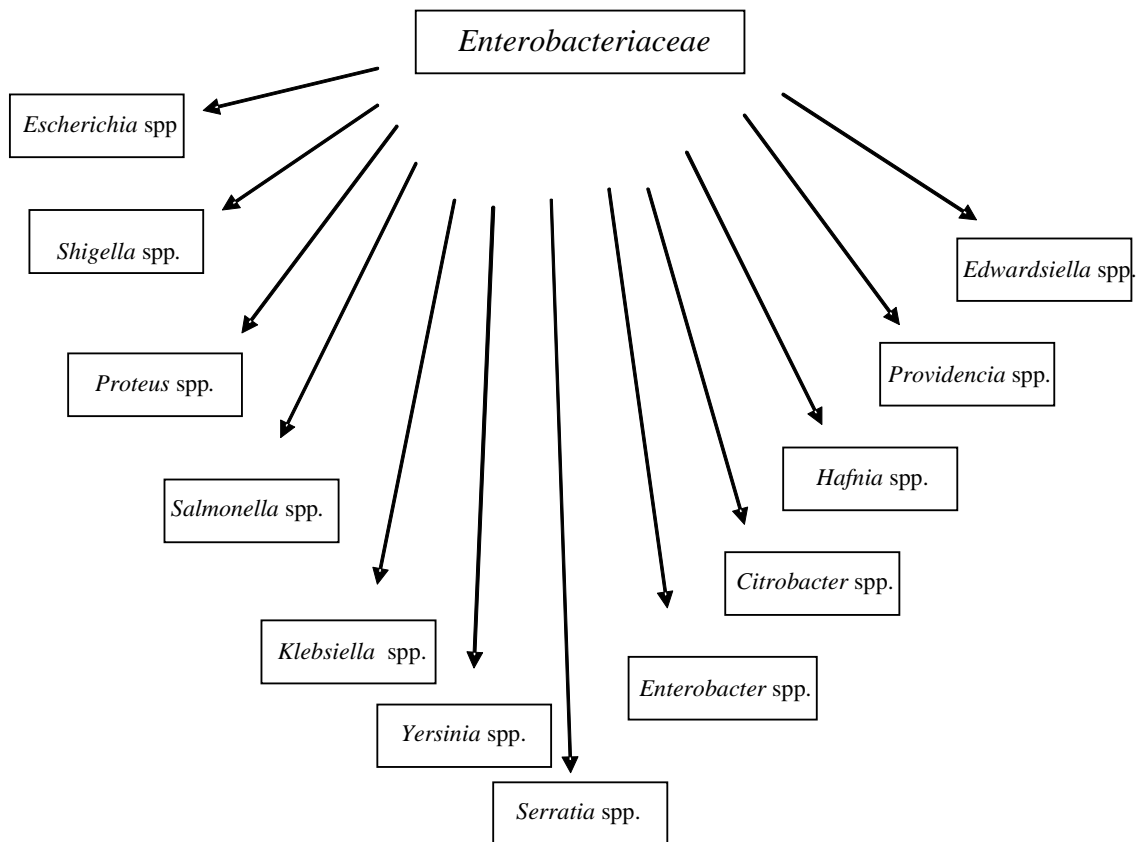 Enterobacteriaceae
Escherichia spp
Shigella spp.
Proteus spp.
Salmonella spp.
Klebsiella spp.
Yersinia spp.
Serratia spp.
Enterobacter spp.
Citrobacter spp.
Hafnia spp.
Providencia spp.
Edwardsiella spp.